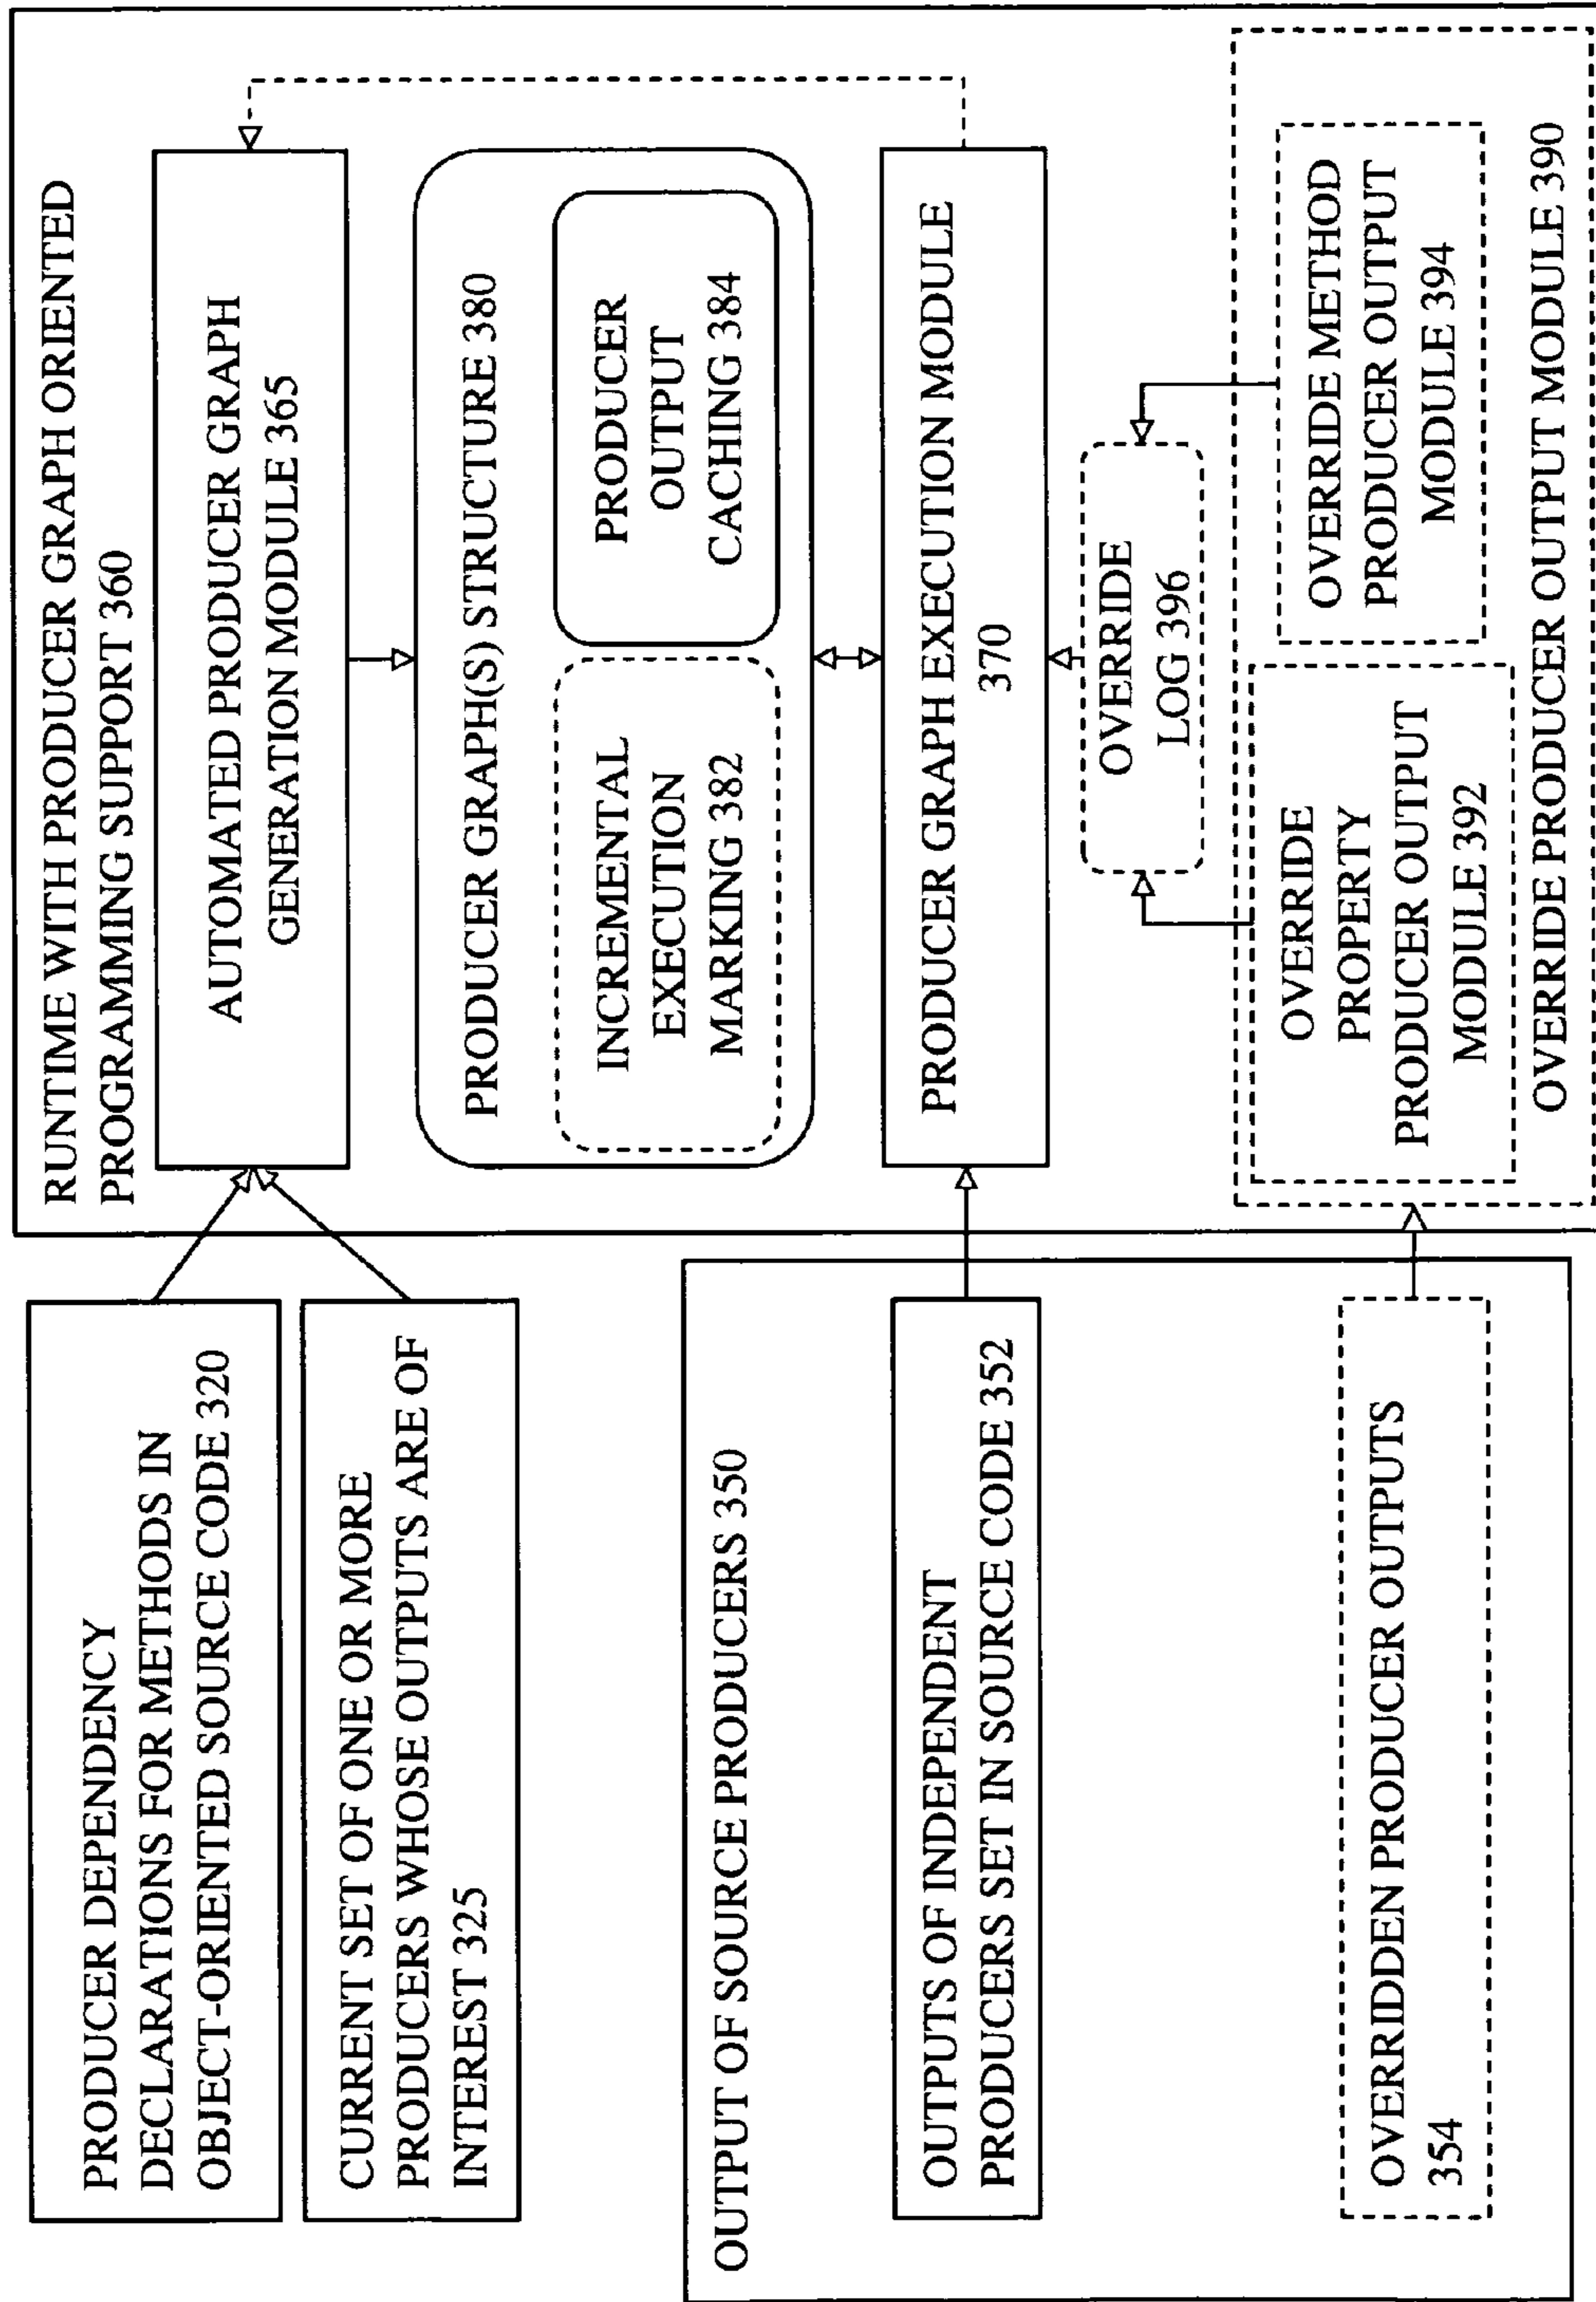 PRODUCER DEPENDENCY
DECLARATIONS FOR METHODS IN
OBJECT-ORIENTED SOURCE CODE 320
CURRENT SET OF ONE OR MORE
PRODUCERS WHOSE OUTPUTS ARE OF
INTEREST 325
OUTPUT OF SOURCE PRODUCERS 350
OUTPUTS OF INDEPENDENT
PRODUCERS SET IN SOURCE CODE 352
OVERRIDDEN PRODUCER OUTPUTS
354
RUNTIME WITH PRODUCER GRAPH ORIENTED
PROGRAMMING SUPPORT 360
AUTOMATED PRODUCER GRAPH
GENERATION MODULE 365
PRODUCER GRAPH(S) STRUCTURE 380
INCREMENTAL
EXECUTION
MARKING 382
PRODUCER
OUTPUT
CACHING 384
PRODUCER GRAPH EXECUTION MODULE
370
OVERRIDE
LOG 396
OVERRIDE
PROPERTY
PRODUCER OUTPUT
MODULE 392
OVERRIDE METHOD
PRODUCER OUTPUT
MODULE 394
OVERRIDE PRODUCER OUTPUT MODULE 390